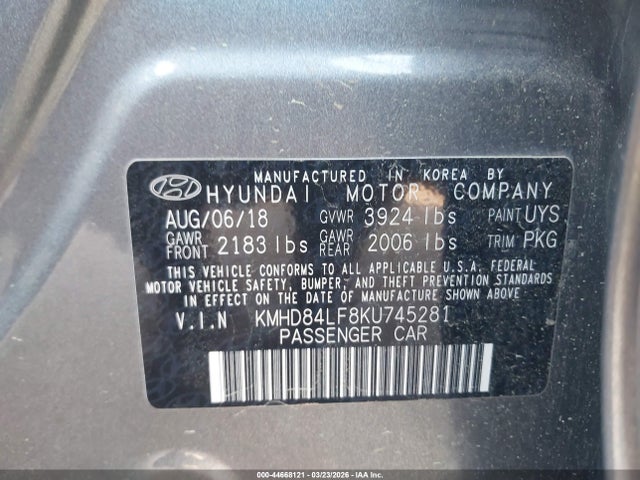 MANUFACTURED IN KOREA BY
HYUNDAI MOTOR COMPANY
AUG/06/18 GVWR 3924 lbs PAINT UYS
GAWR FRONT 2183 lbs GAWR REAR 2006 lbs TRIM PKG
THIS VEHICLE CONFORMS TO ALL APPLICABLE U.S.A. FEDERAL
MOTOR VEHICLE SAFETY, BUMPER, AND THEFT PREVENTION STANDARDS
IN EFFECT ON THE DATE OF MANUFACTURE SHOWN ABOVE.
V.I.N KMHD84LF8KU745281
PASSENGER CAR
000-44668121 - 03/23/2026 - COPART, INC.